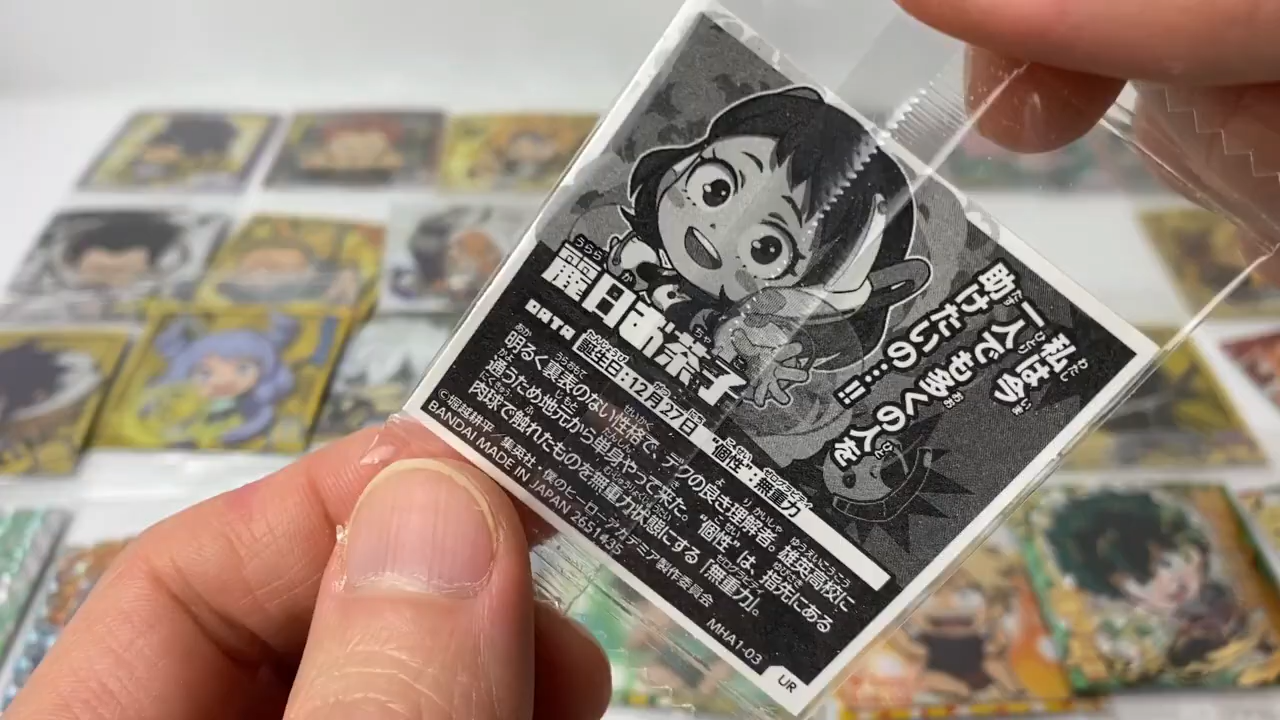 私は今
一人でも多くの人を
助けたいの…!!
麗日お茶子
DATA 誕生日:12月27日 "個性":無重力
明るく裏表のない性格で、デクの良き理解者。雄英高校に
通うため地元から単身やって来た。"個性"は、指先にある
肉球で触れたものを無重力状態にする「無重力」。
©堀越耕平/集英社・僕のヒーローアカデミア製作委員会
BANDAI MADE IN JAPAN 2651435
MHA1-03
UR